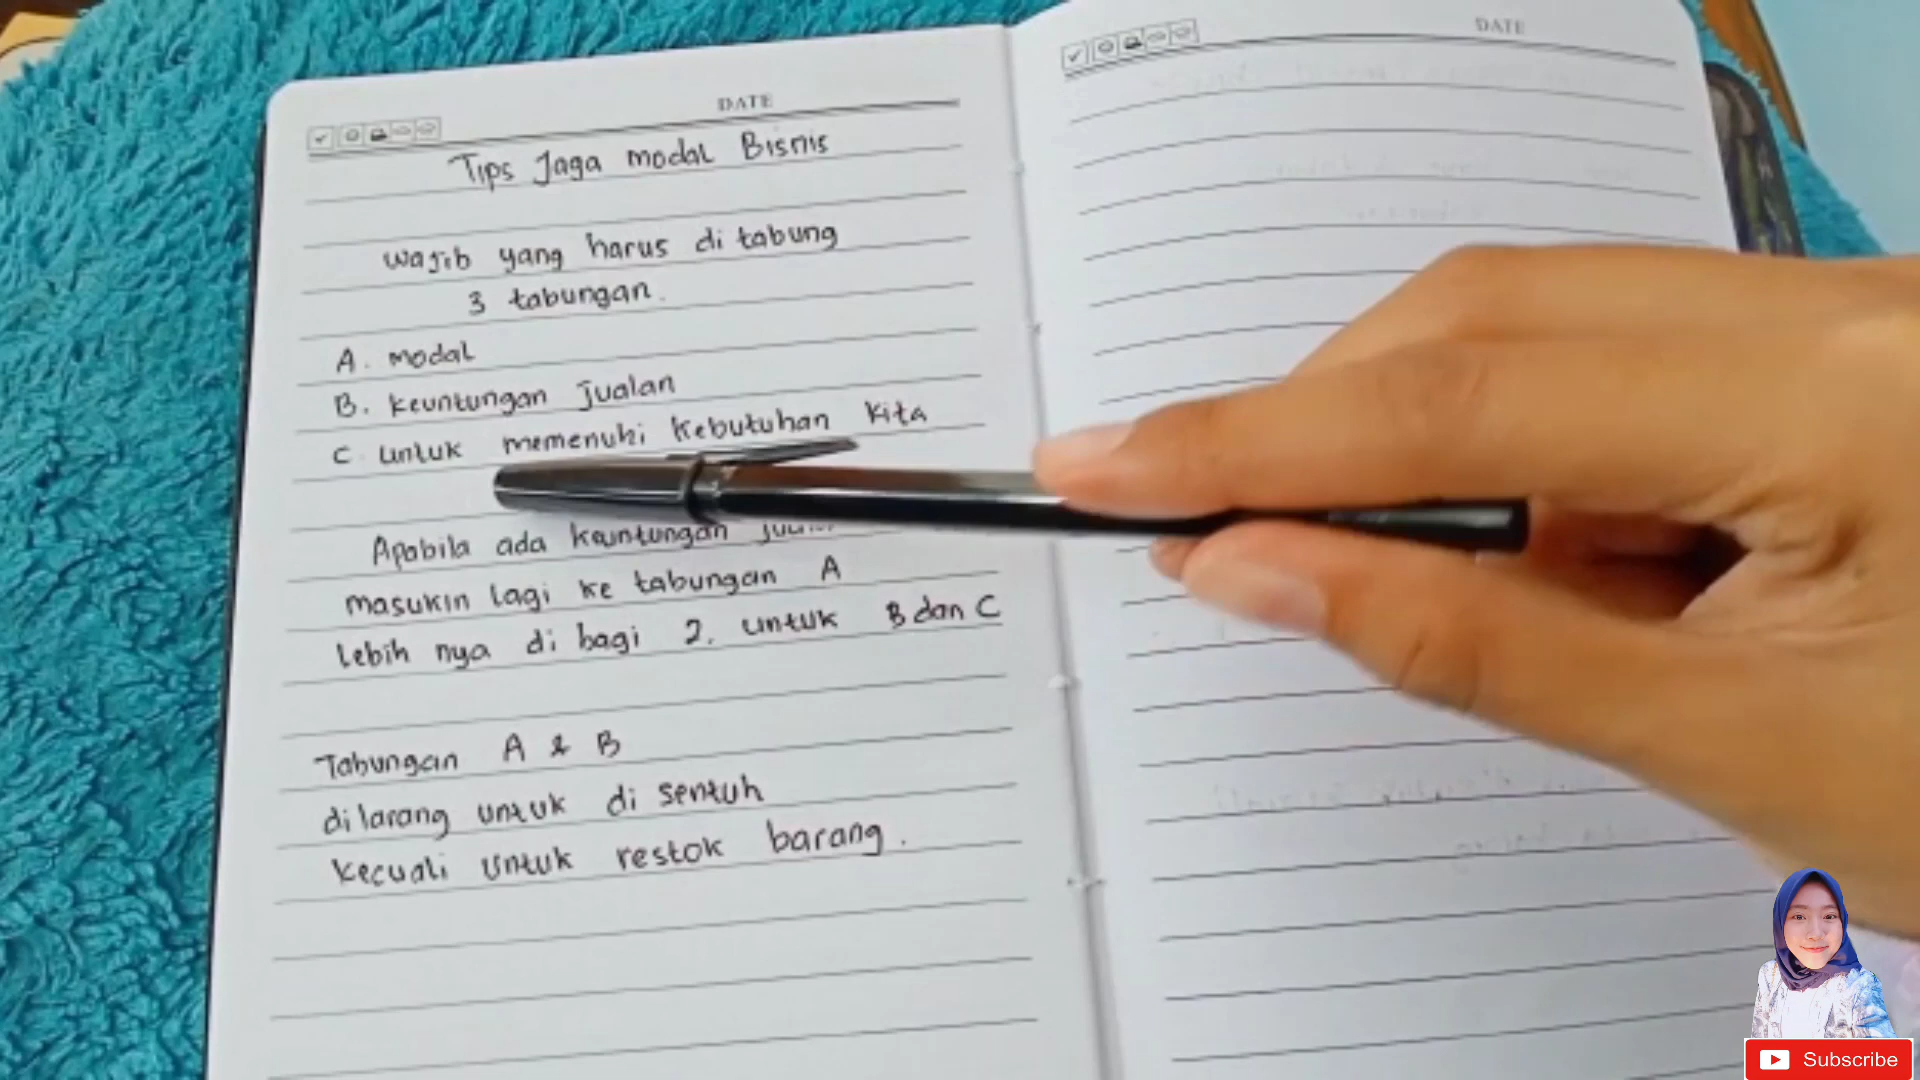 DATE
Tips Jaga modal Bisnis
wajib yang harus di tabung
3 tabungan.
A. modal
B. keuntungan jualan
C. untuk memenuhi kebutuhan kita
Apabila ada keuntungan
masukin lagi ke tabungan A
lebih nya di bagi 2. untuk B dan C
Tabungan A & B
dilarang untuk di sentuh
kecuali untuk restok barang.
DATE
Subscribe